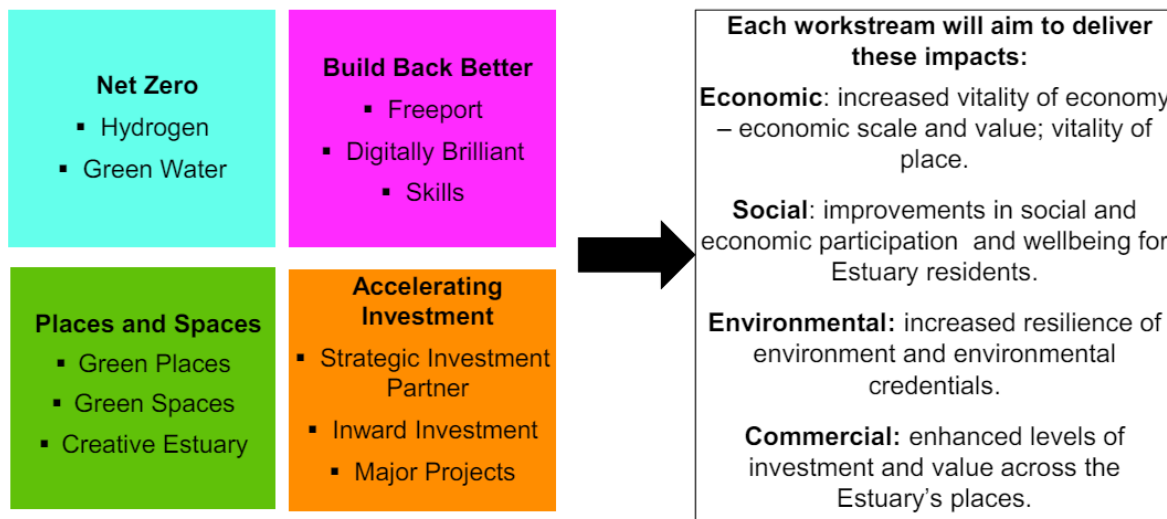 Net Zero
▪ Hydrogen
▪ Green Water
Build Back Better
▪ Freeport
▪ Digitally Brilliant
▪ Skills
Places and Spaces
▪ Green Places
▪ Green Spaces
▪ Creative Estuary
Accelerating
Investment
▪ Strategic Investment
Partner
▪ Inward Investment
▪ Major Projects
Each workstream will aim to deliver
these impacts:
Economic: increased vitality of economy
– economic scale and value; vitality of
place.
Social: improvements in social and
economic participation and wellbeing for
Estuary residents.
Environmental: increased resilience of
environment and environmental
credentials.
Commercial: enhanced levels of
investment and value across the
Estuary's places.